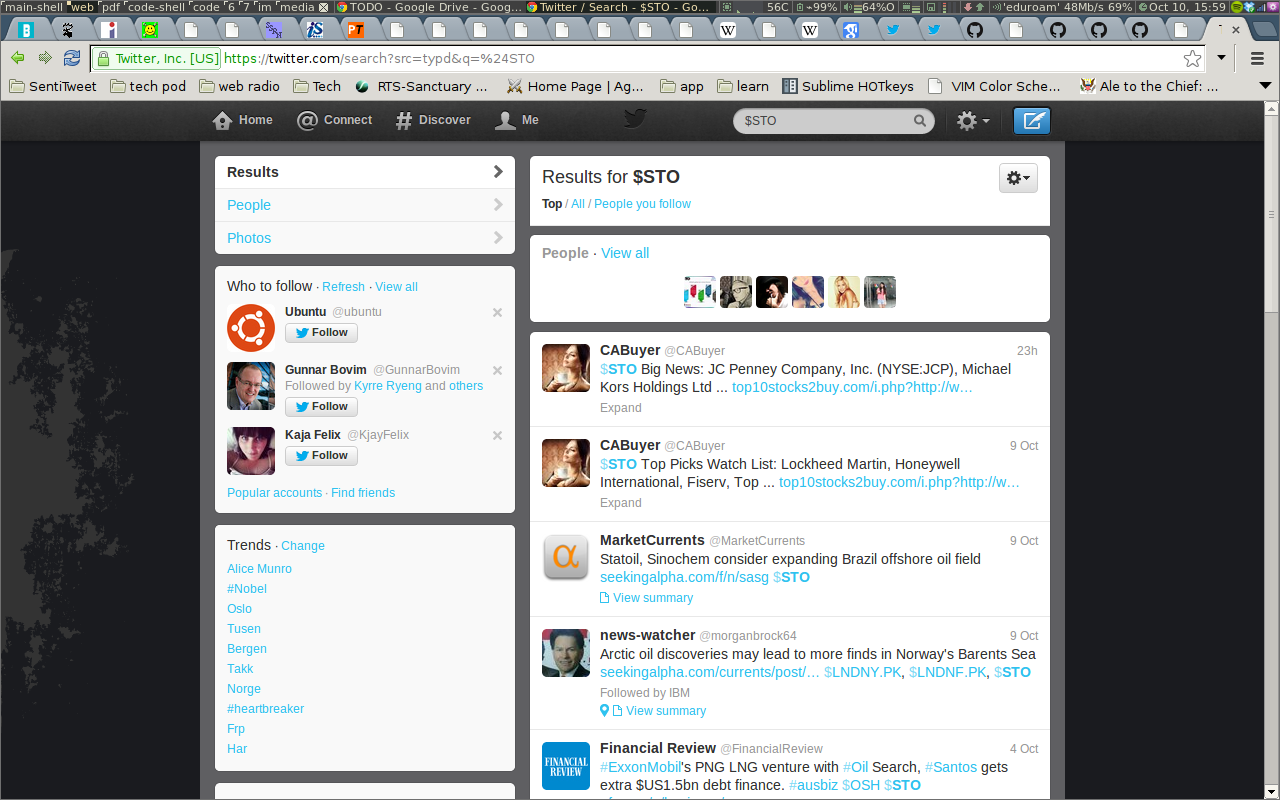 main-shell web pdf code-shell code 6 7 im media TODO - Google Drive - Goog... Twitter / Search - $STO - Go... 56C 99% 64%O 'eduroam' 48Mb/s 69% Oct 10, 15:59
Twitter, Inc. [US] https://twitter.com/search?src=typd&q=%24STO
SentiTweet tech pod web radio Tech RTS-Sanctuary ... Home Page | Ag... app learn Sublime HOTkeys VIM Color Sche... Ale to the Chief: ...
Home Connect Discover Me $STO
Results
People
Photos
Who to follow · Refresh · View all
Ubuntu @ubuntu
Follow
Gunnar Bovim @GunnarBovim
Followed by Kyrre Ryeng and others
Follow
Kaja Felix @KjayFelix
Follow
Popular accounts · Find friends
Trends · Change
Alice Munro
#Nobel
Oslo
Tusen
Bergen
Takk
Norge
#heartbreaker
Frp
Har
Results for $STO
Top / All / People you follow
People · View all
CABuyer @CABuyer 23h
$STO Big News: JC Penney Company, Inc. (NYSE:JCP), Michael
Kors Holdings Ltd ... top10stocks2buy.com/i.php?http://w…
Expand
CABuyer @CABuyer 9 Oct
$STO Top Picks Watch List: Lockheed Martin, Honeywell
International, Fiserv, Top ... top10stocks2buy.com/i.php?http://w…
Expand
MarketCurrents @MarketCurrents 9 Oct
Statoil, Sinochem consider expanding Brazil offshore oil field
seekingalpha.com/f/n/sasg $STO
View summary
news-watcher @morganbrock64 9 Oct
Arctic oil discoveries may lead to more finds in Norway's Barents Sea
seekingalpha.com/currents/post/… $LNDNY.PK, $LNDNF.PK, $STO
Followed by IBM
View summary
FINANCIAL
REVIEW
Financial Review @FinancialReview 4 Oct
#ExxonMobil's PNG LNG venture with #Oil Search, #Santos gets
extra $US1.5bn debt finance. #ausbiz $OSH $STO